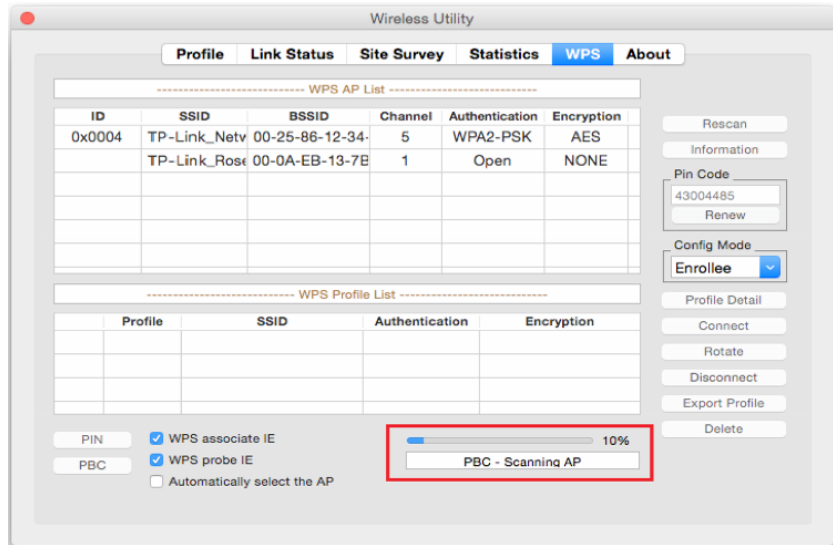 Wireless Utility
Profile Link Status Site Survey Statistics WPS About
---------------------------- WPS AP List ----------------------------
ID SSID BSSID Channel Authentication Encryption
0x0004 TP-Link_Netw 00-25-86-12-34- 5 WPA2-PSK AES
TP-Link_Rose 00-0A-EB-13-7B 1 Open NONE
Rescan
Information
Pin Code
43004485
Renew
Config Mode
Enrollee
---------------------------- WPS Profile List ----------------------------
Profile SSID Authentication Encryption
Profile Detail
Connect
Rotate
Disconnect
Export Profile
Delete
PIN
PBC
WPS associate IE
WPS probe IE
Automatically select the AP
10%
PBC - Scanning AP